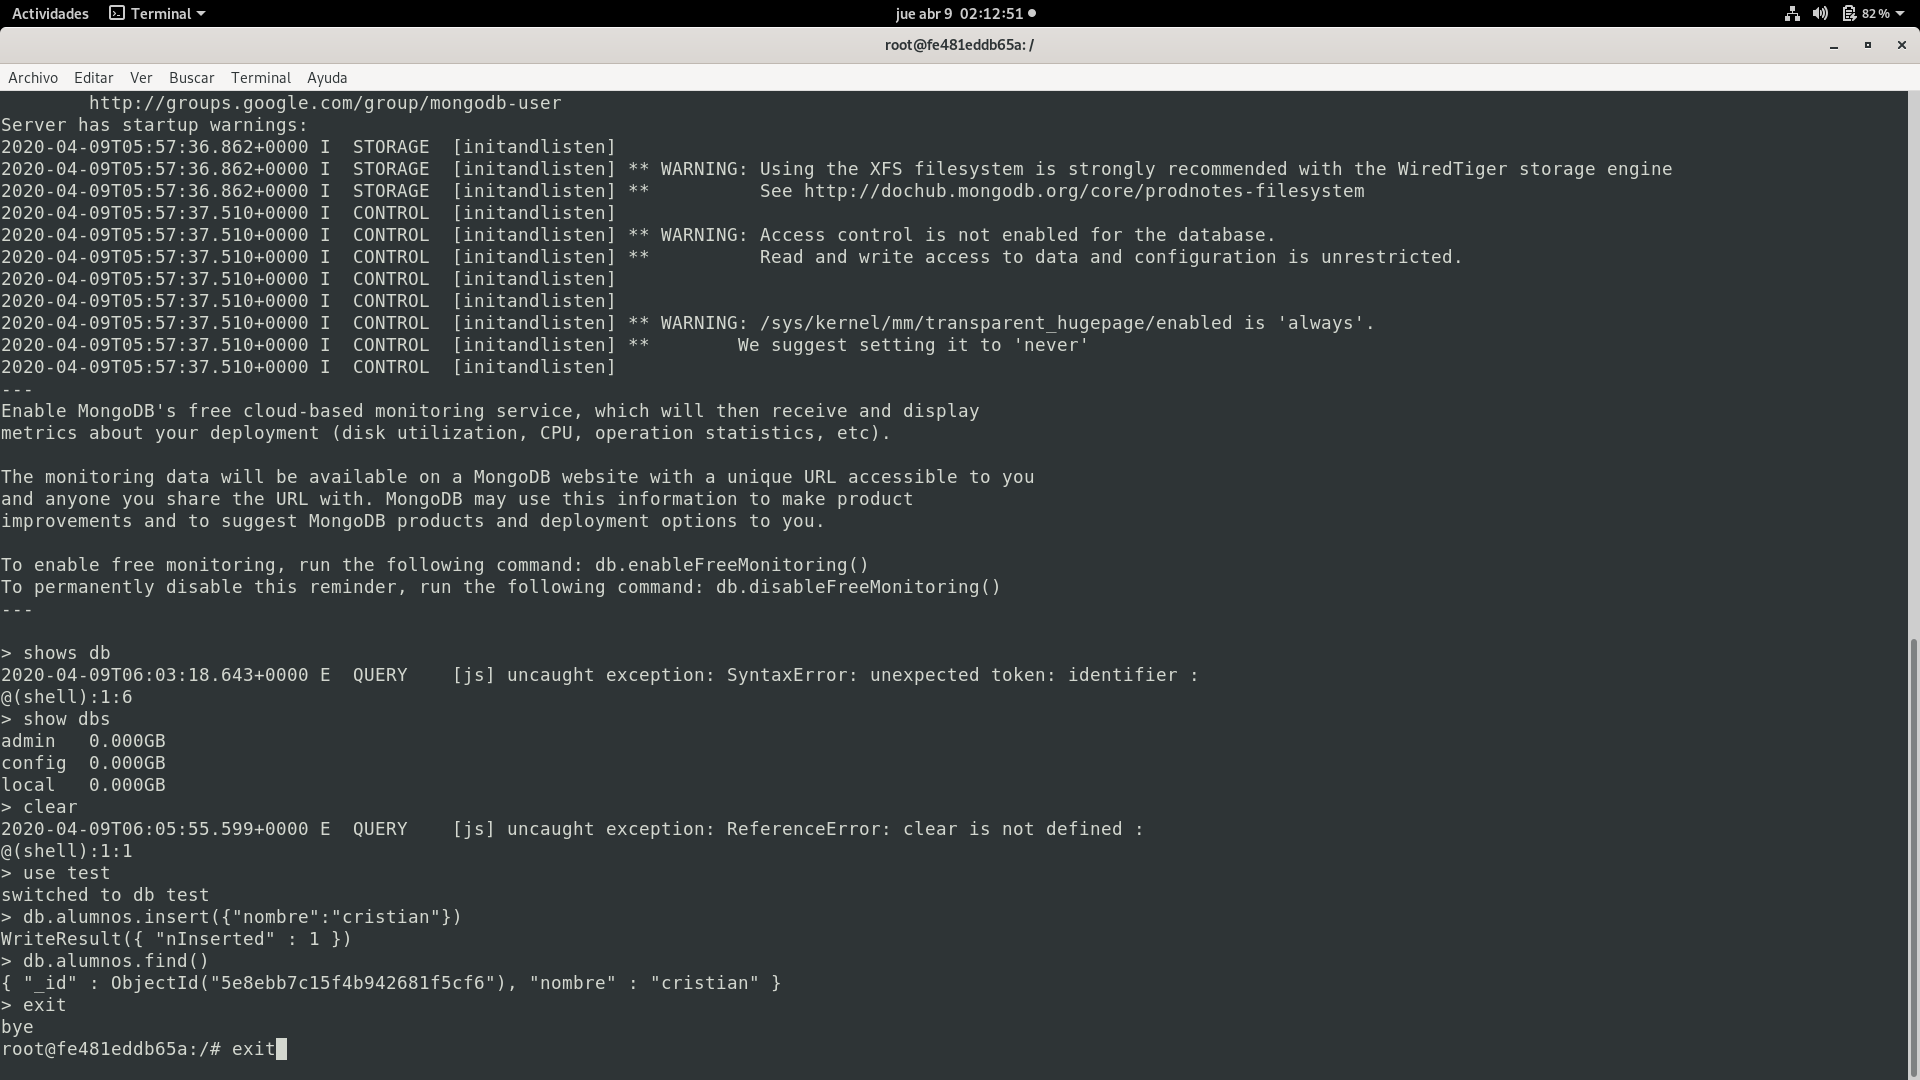 Actividades Terminal jue abr 9 02:12:51 82 %
root@fe481eddb65a: /
Archivo Editar Ver Buscar Terminal Ayuda
        http://groups.google.com/group/mongodb-user
Server has startup warnings:
2020-04-09T05:57:36.862+0000 I  STORAGE  [initandlisten]
2020-04-09T05:57:36.862+0000 I  STORAGE  [initandlisten] ** WARNING: Using the XFS filesystem is strongly recommended with the WiredTiger storage engine
2020-04-09T05:57:36.862+0000 I  STORAGE  [initandlisten] **          See http://dochub.mongodb.org/core/prodnotes-filesystem
2020-04-09T05:57:37.510+0000 I  CONTROL  [initandlisten]
2020-04-09T05:57:37.510+0000 I  CONTROL  [initandlisten] ** WARNING: Access control is not enabled for the database.
2020-04-09T05:57:37.510+0000 I  CONTROL  [initandlisten] **          Read and write access to data and configuration is unrestricted.
2020-04-09T05:57:37.510+0000 I  CONTROL  [initandlisten]
2020-04-09T05:57:37.510+0000 I  CONTROL  [initandlisten]
2020-04-09T05:57:37.510+0000 I  CONTROL  [initandlisten] ** WARNING: /sys/kernel/mm/transparent_hugepage/enabled is 'always'.
2020-04-09T05:57:37.510+0000 I  CONTROL  [initandlisten] **        We suggest setting it to 'never'
2020-04-09T05:57:37.510+0000 I  CONTROL  [initandlisten]
---
Enable MongoDB's free cloud-based monitoring service, which will then receive and display
metrics about your deployment (disk utilization, CPU, operation statistics, etc).

The monitoring data will be available on a MongoDB website with a unique URL accessible to you
and anyone you share the URL with. MongoDB may use this information to make product
improvements and to suggest MongoDB products and deployment options to you.

To enable free monitoring, run the following command: db.enableFreeMonitoring()
To permanently disable this reminder, run the following command: db.disableFreeMonitoring()
---

> shows db
2020-04-09T06:03:18.643+0000 E  QUERY    [js] uncaught exception: SyntaxError: unexpected token: identifier :
@(shell):1:6
> show dbs
admin   0.000GB
config  0.000GB
local   0.000GB
> clear
2020-04-09T06:05:55.599+0000 E  QUERY    [js] uncaught exception: ReferenceError: clear is not defined :
@(shell):1:1
> use test
switched to db test
> db.alumnos.insert({"nombre":"cristian"})
WriteResult({ "nInserted" : 1 })
> db.alumnos.find()
{ "_id" : ObjectId("5e8ebb7c15f4b942681f5cf6"), "nombre" : "cristian" }
> exit
bye
root@fe481eddb65a:/# exit